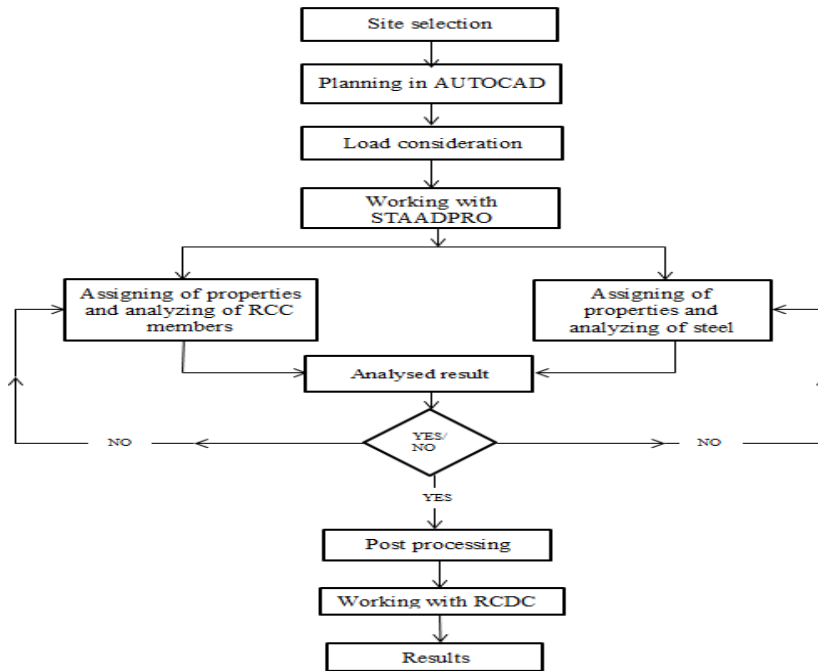 Site selection
Planning in AUTOCAD
Load consideration
Working with
STAADPRO
Assigning of properties
and analyzing of RCC
members
Assigning of
properties and
analyzing of steel
Analysed result
YES/
NO
NO
NO
YES
Post processing
Working with RCDC
Results